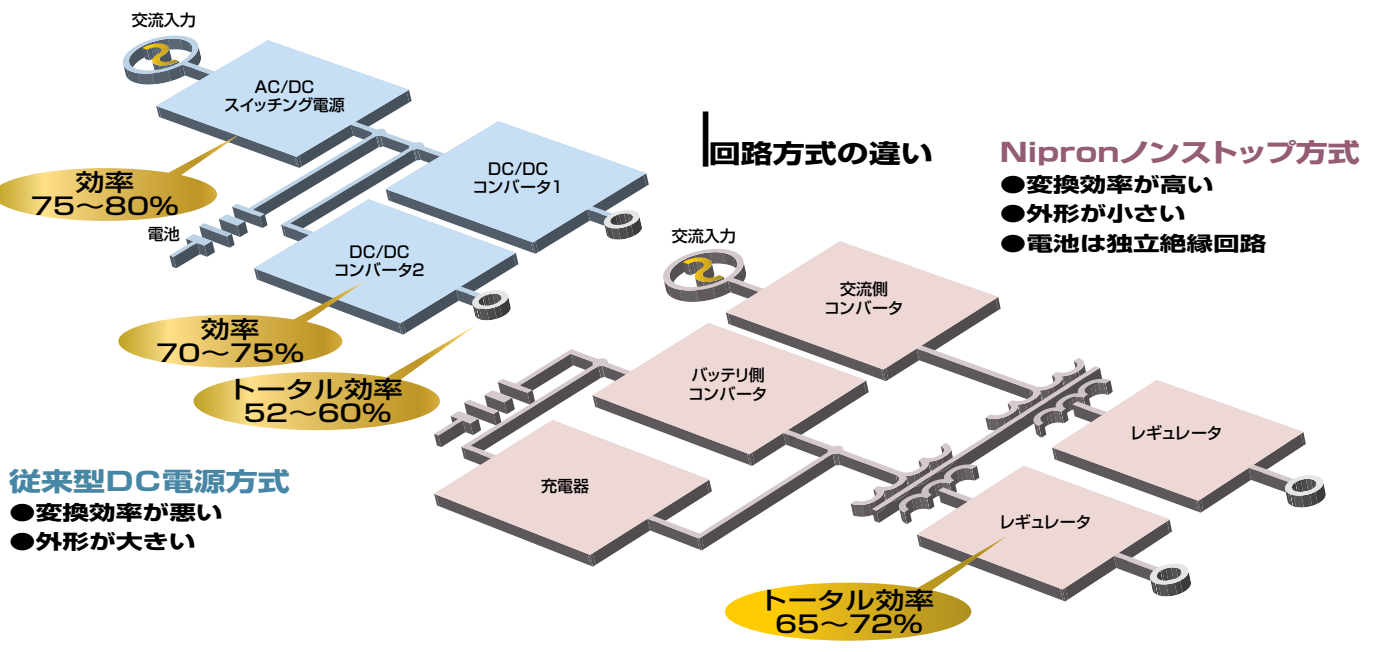 交流入力
AC/DC
スイッチング電源
効率
75〜80%
電池
DC/DC
コンバータ1
DC/DC
コンバータ2
効率
70〜75%
トータル効率
52〜60%
従来型DC電源方式
●変換効率が悪い
●外形が大きい
回路方式の違い
Nipronノンストップ方式
●変換効率が高い
●外形が小さい
●電池は独立絶縁回路
交流入力
交流側
コンバータ
バッテリ側
コンバータ
充電器
レギュレータ
レギュレータ
トータル効率
65〜72%